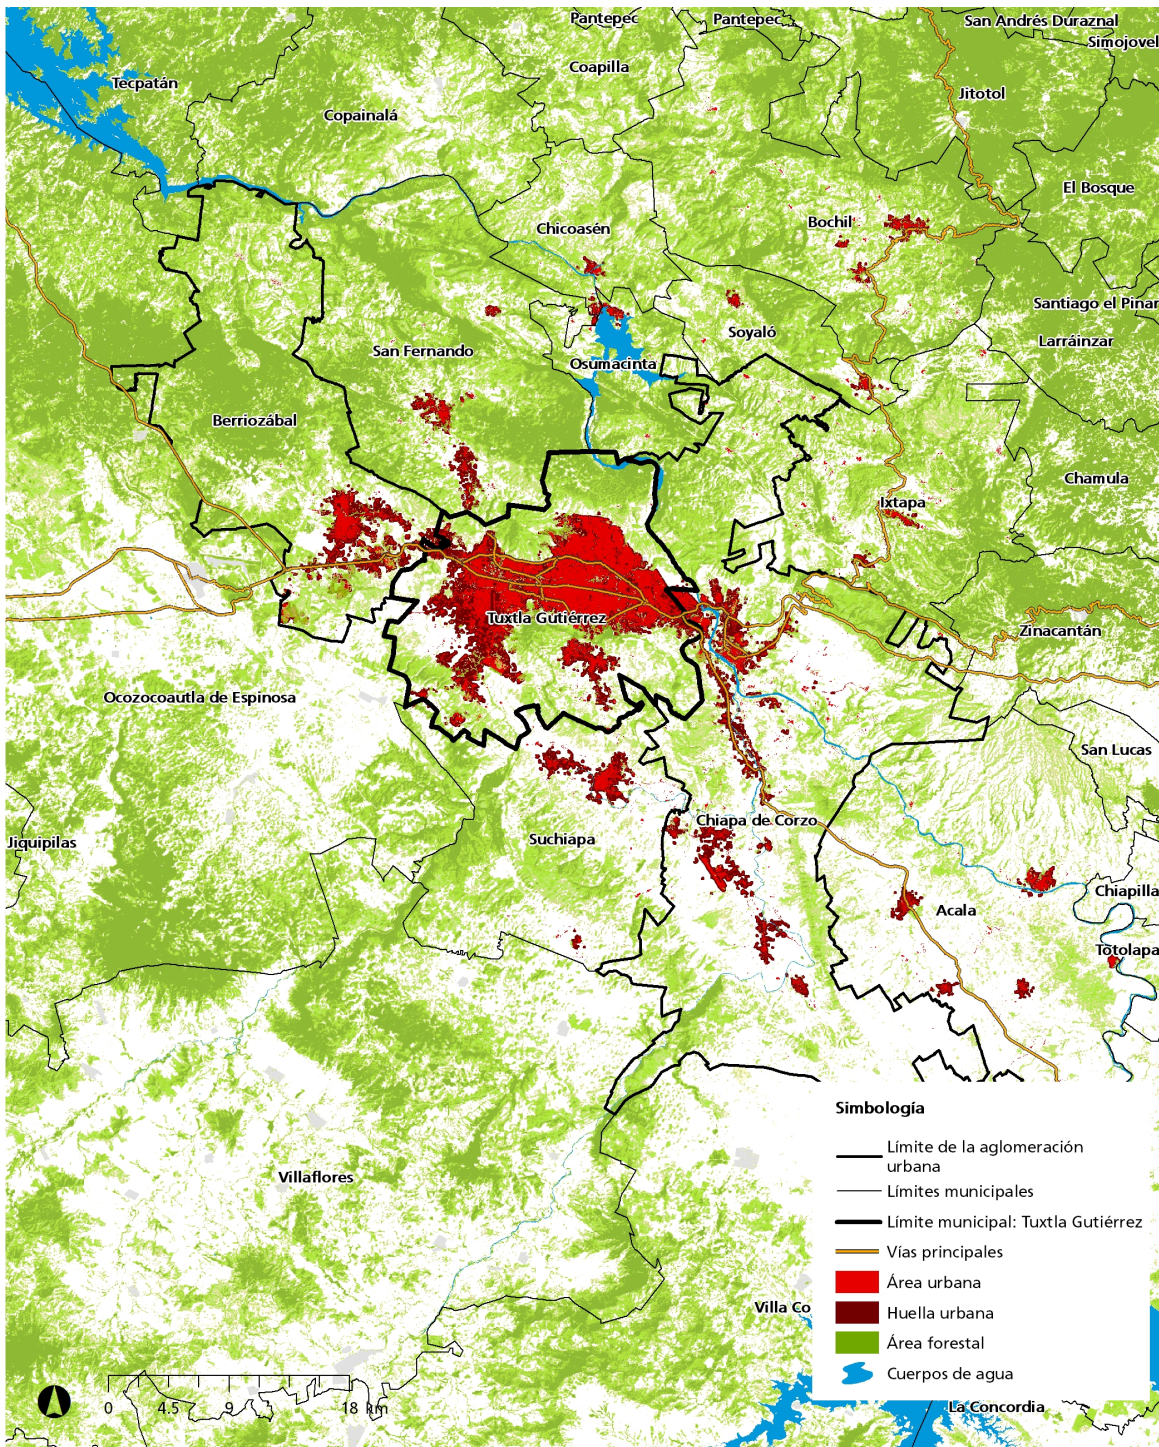 Pantepec
Pantepec
San Andrés Duraznal
Simojovel
Coapilla
Tecpatán
Jitotol
Copainalá
El Bosque
Bochil
Chicoasén
Santiago el Pinar
Soyaló
Larráinzar
San Fernando
Osumacinta
Berriozábal
Chamula
Ixtapa
Tuxtla Gutiérrez
Zinacantán
Ocozocoautla de Espinosa
San Lucas
Chiapa de Corzo
Suchiapa
Jiquipilas
Chiapilla
Acala
Totolapa
Villaflores
Villa Co
La Concordia
Simbología
Límite de la aglomeración
urbana
Límites municipales
Límite municipal: Tuxtla Gutiérrez
Vías principales
Área urbana
Huella urbana
Área forestal
Cuerpos de agua
0 4.5 9 18 km